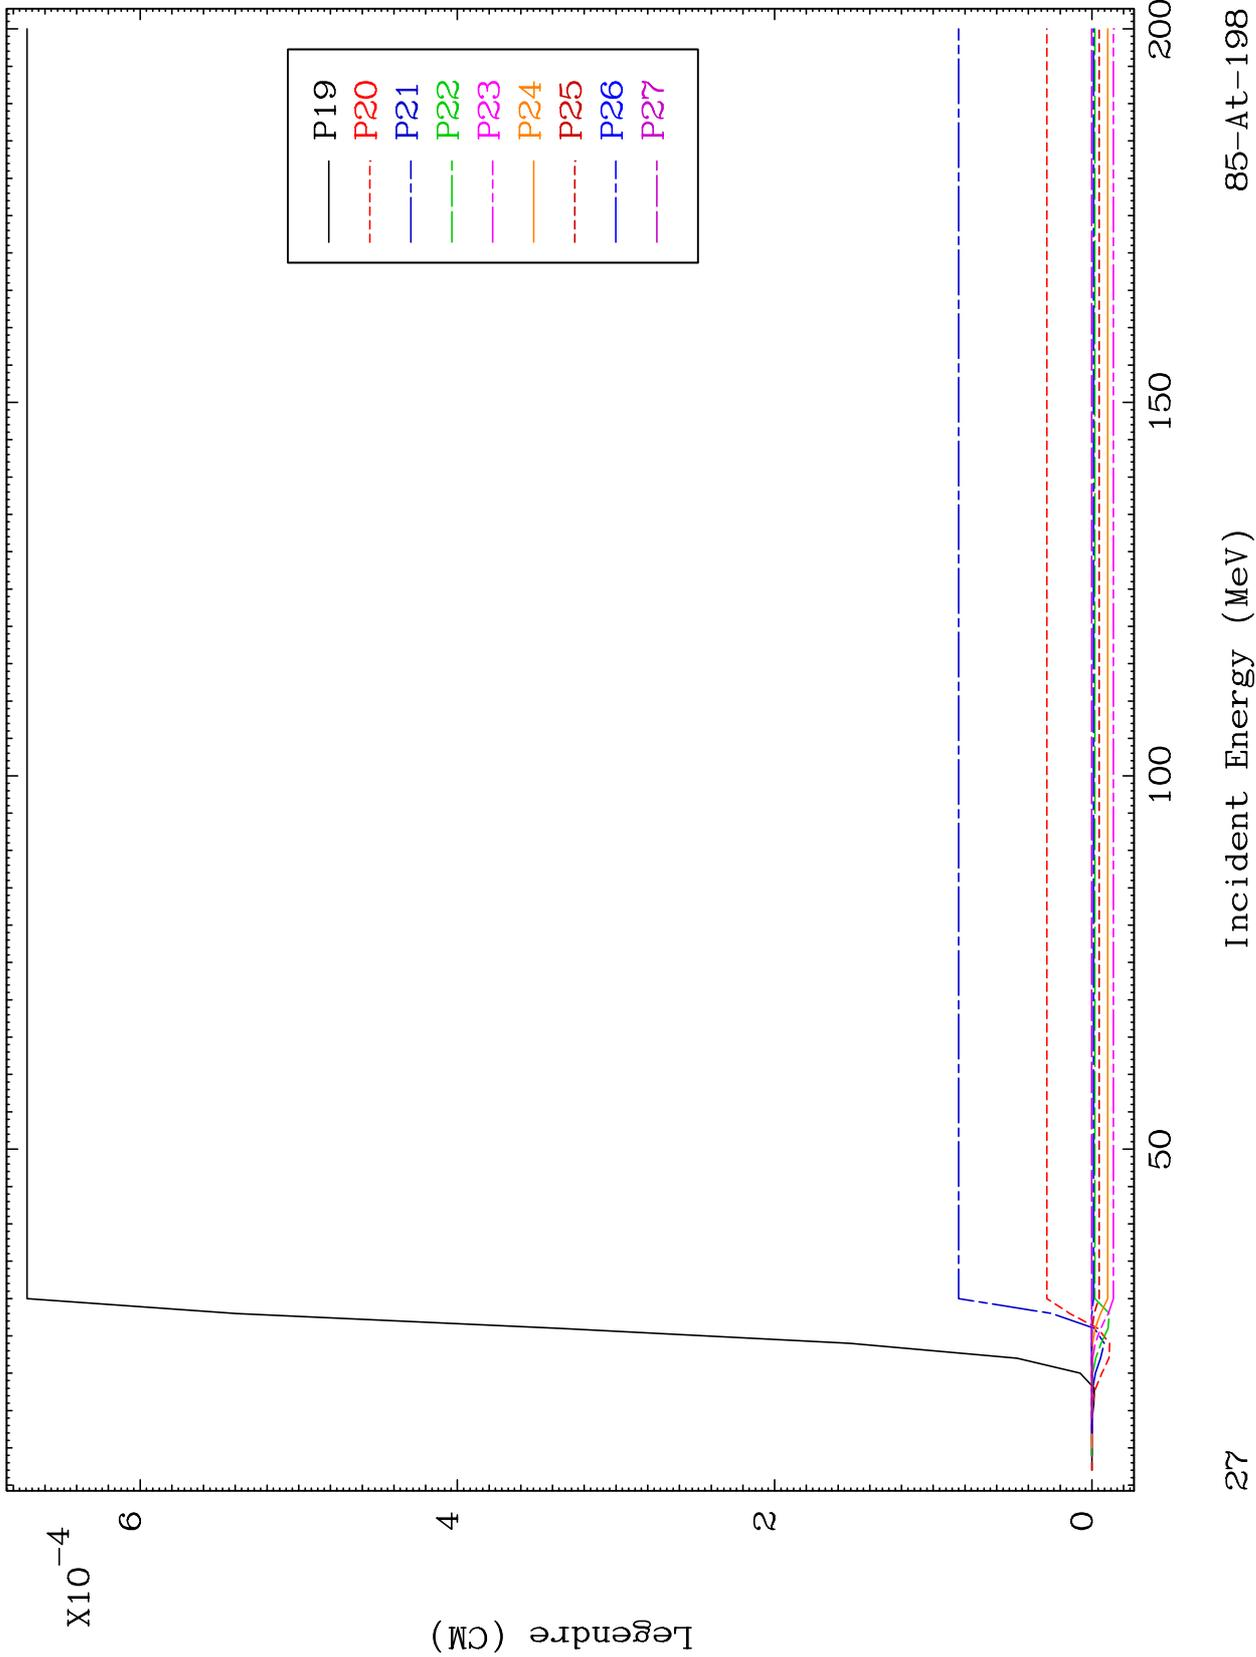 X10-4
6
4
2
0
Legendre (CM)
P19
P20
P21
P22
P23
P24
P25
P26
P27
50
100
150
200
27
Incident Energy (MeV)
85-At-198